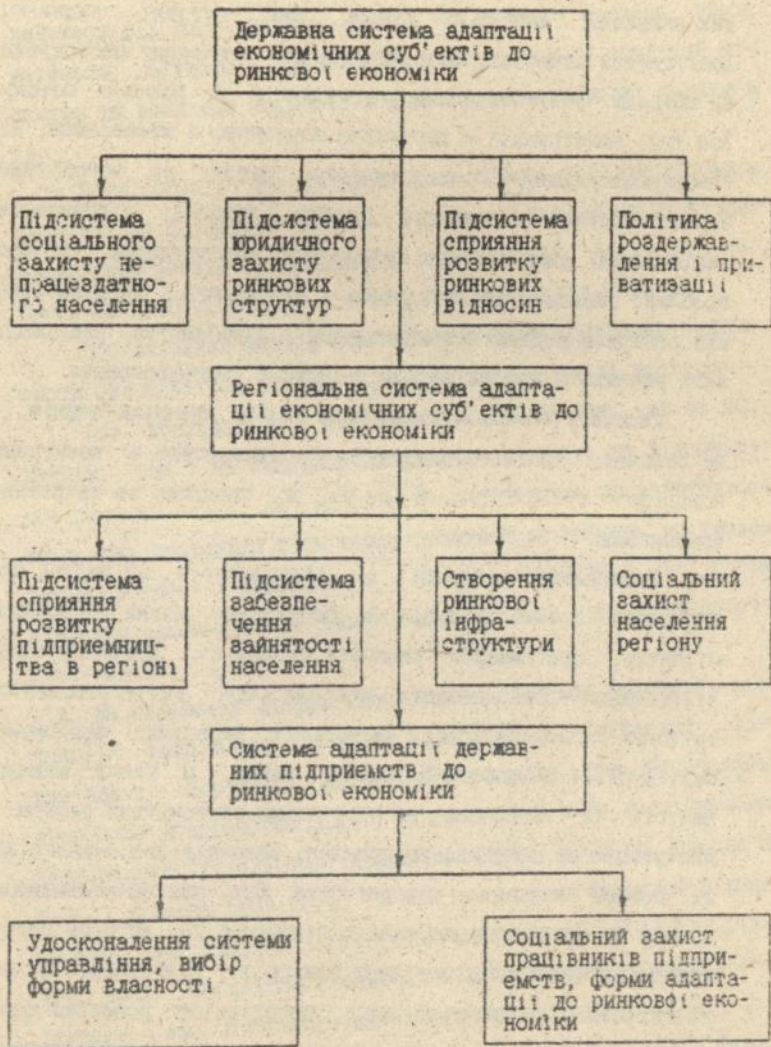 Державна система адаптації
економічних суб'єктів до
ринкової економіки
Підсистема
соціального
захисту не-
працездатно-
го населення
Підсистема
юридичного
захисту
ринкових
структур
Підсистема
сприяння
розвитку
ринкових
відносин
Політика
роздержав-
лення і при-
ватизації
Регіональна система адапта-
ції економічних суб'єктів до
ринкової економіки
Підсистема
сприяння
розвитку
підприємниц-
тва в регіоні
Підсистема
забезпе-
чення
зайнятості
населення
Створення
ринкової
інфра-
структури
Соціальний
захист
населення
регіону
Система адаптації держав-
них підприємств до
ринкової економіки
Удосконалення системи
управління, вибір
форми власності
Соціальний захист
працівників підпри-
ємств, форми адапта-
ції до ринкової еко-
номіки